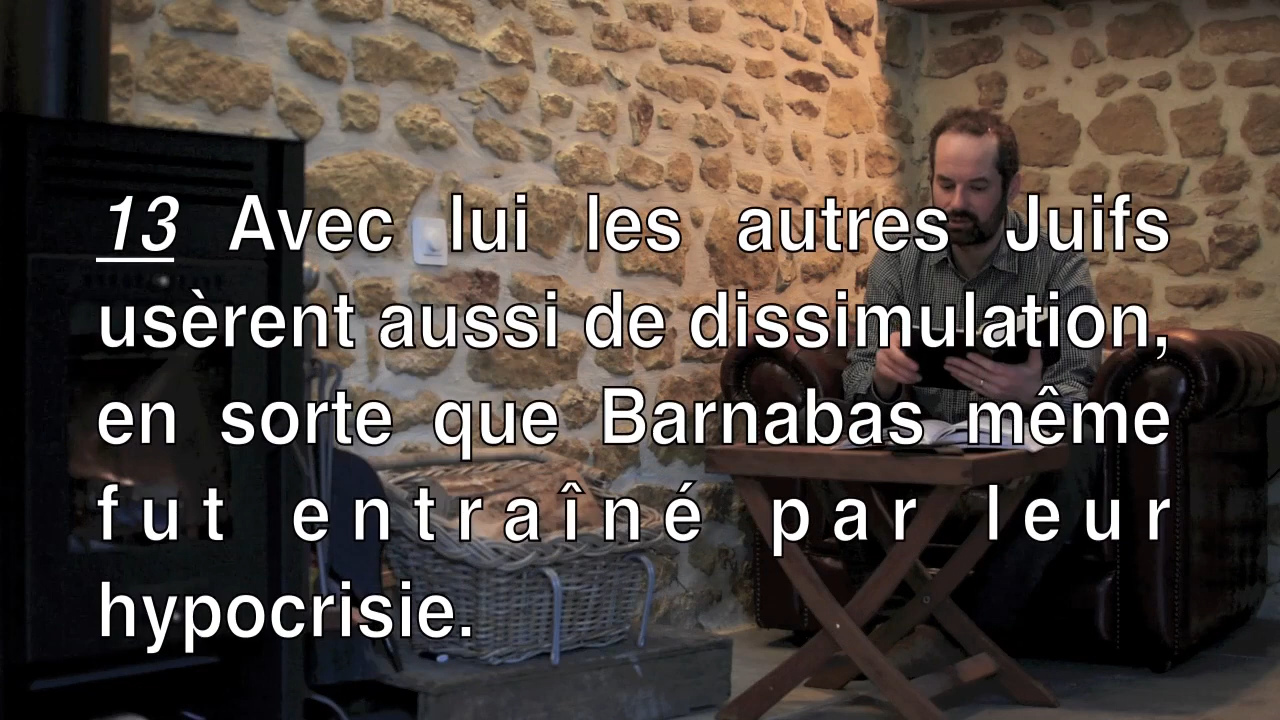 13 Avec lui les autres Juifs
usèrent aussi de dissimulation,
en sorte que Barnabas même
fut entraîné par leur
hypocrisie.